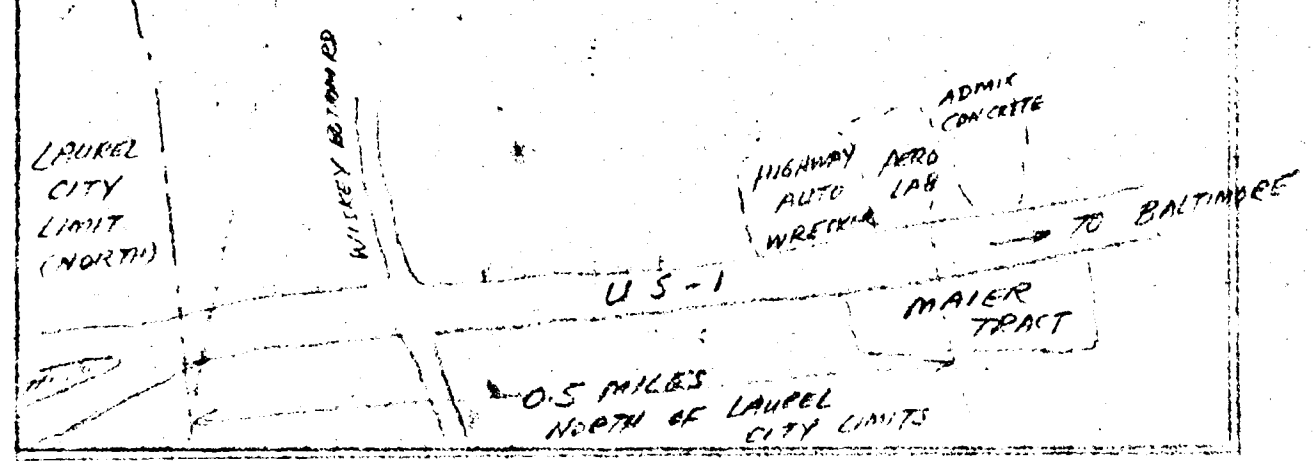 LAUREL
CITY
LIMIT
(NORTH)
WISKEY BOTTOM RD
ADMIX
CONCRETE
HIGHWAY
AUTO
WRECKER
AERO
LAB
TO BALTIMORE
US-1
MAIER
TRACT
0.5 MILES
NORTH OF LAUREL
CITY LIMITS